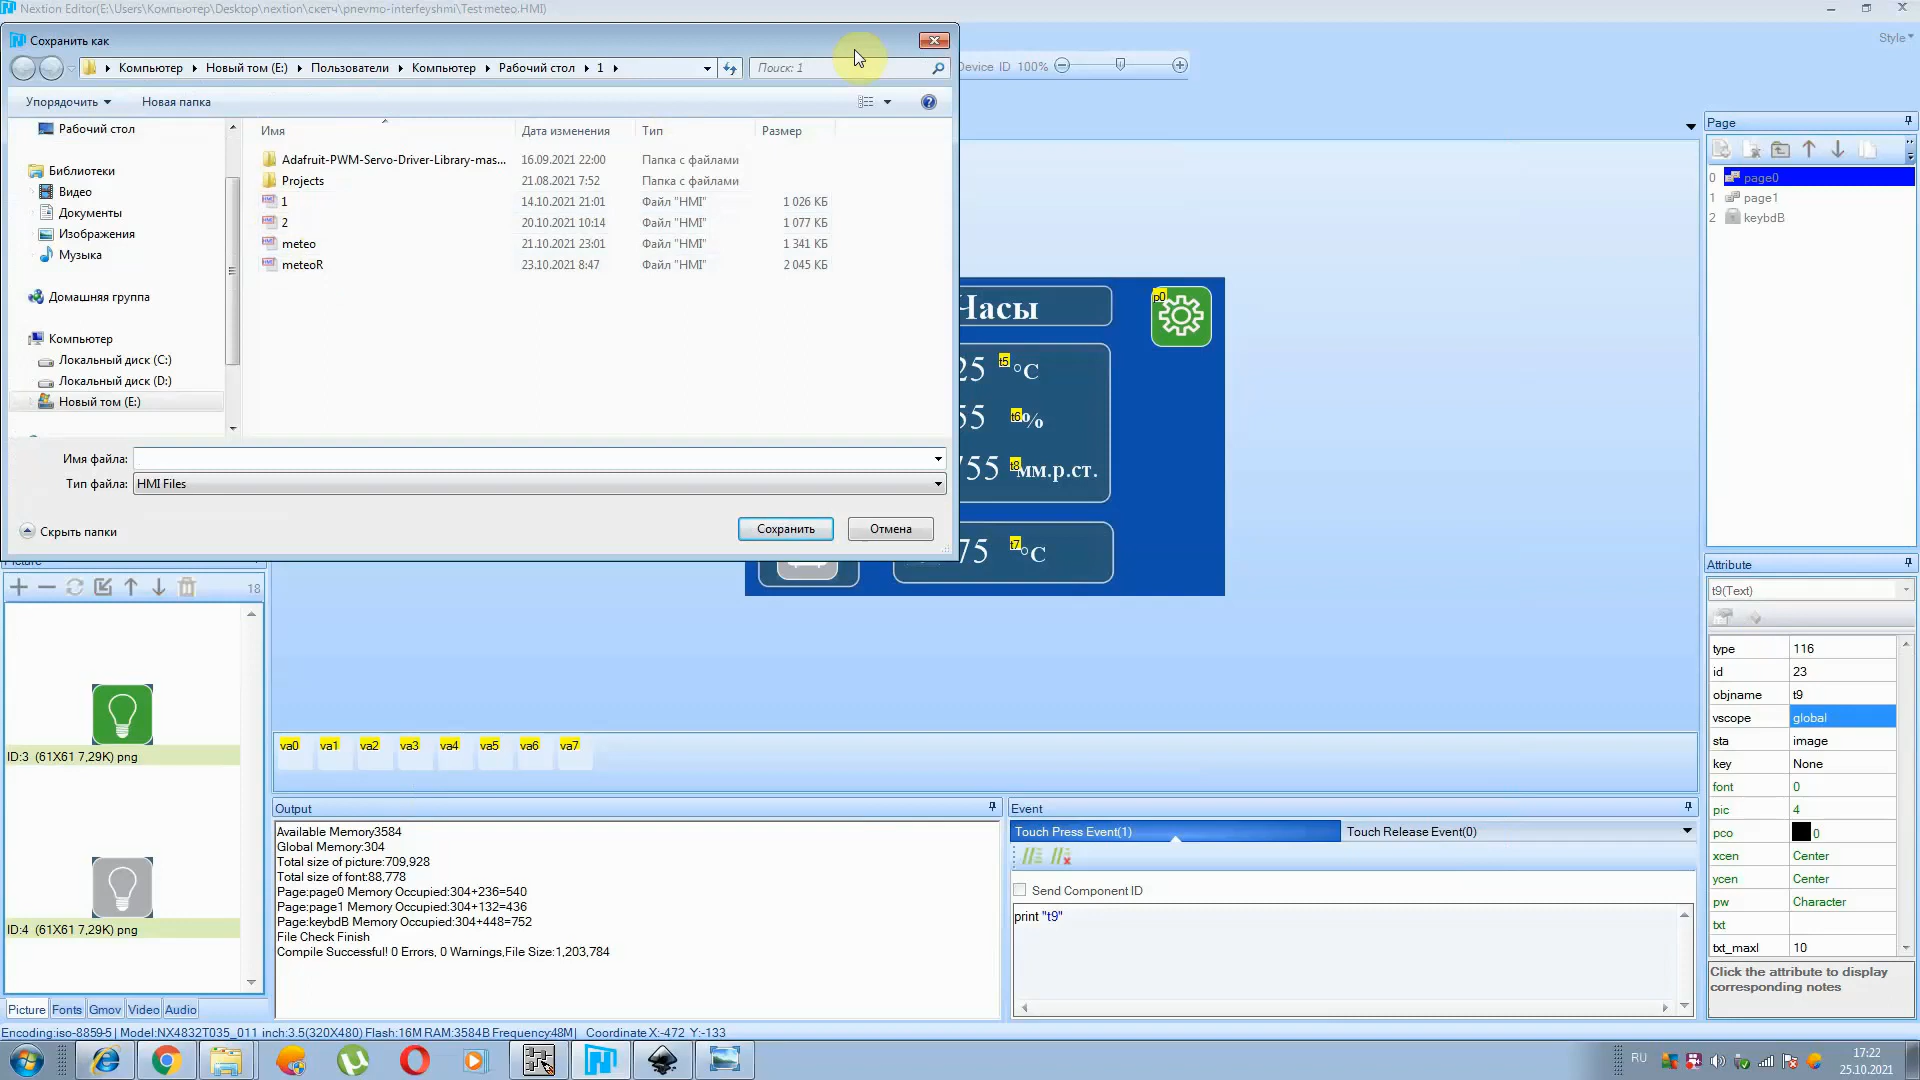 Nextion Editor(E:\Users\Компьютер\Desktop\nextion\скетч\pnevmo-interfeyshmi\Test meteo.HMI)
Style
Сохранить как
Компьютер Новый том (E:) Пользователи Компьютер Рабочий стол 1
Поиск: 1
Device ID 100%
Упорядочить
Новая папка
Рабочий стол
Библиотеки
Видео
Документы
Изображения
Музыка
Домашняя группа
Компьютер
Локальный диск (C:)
Локальный диск (D:)
Новый том (E:)
Имя Дата изменения Тип Размер
Adafruit-PWM-Servo-Driver-Library-mas... 16.09.2021 22:00 Папка с файлами
Projects 21.08.2021 7:52 Папка с файлами
1 14.10.2021 21:01 Файл "HMI" 1 026 КБ
2 20.10.2021 10:14 Файл "HMI" 1 077 КБ
meteo 21.10.2021 23:01 Файл "HMI" 1 341 КБ
meteoR 23.10.2021 8:47 Файл "HMI" 2 045 КБ
Имя файла:
Тип файла: HMI Files
Скрыть папки
Сохранить
Отмена
Часы
p0
25 t5 °C
55 t6 %
755 t8 мм.р.ст.
75 t7 °C
Page
0 page0
1 page1
2 keybdB
Picture
18
ID:3 (61X61 7,29K) png
ID:4 (61X61 7,29K) png
Picture Fonts Gmov Video Audio
va0 va1 va2 va3 va4 va5 va6 va7
Output
Available Memory3584
Global Memory:304
Total size of picture:709,928
Total size of font:88,778
Page:page0 Memory Occupied:304+236=540
Page:page1 Memory Occupied:304+132=436
Page:keybdB Memory Occupied:304+448=752
File Check Finish
Compile Successful! 0 Errors, 0 Warnings,File Size:1,203,784
Event
Touch Press Event(1)
Touch Release Event(0)
Send Component ID
print "t9"
Attribute
t9(Text)
type 116
id 23
objname t9
vscope global
sta image
key None
font 0
pic 4
pco 0
xcen Center
ycen Center
pw Character
txt
txt_maxl 10
Click the attribute to display
corresponding notes
Encoding:iso-8859-5 | Model:NX4832T035_011 inch:3.5(320X480) Flash:16M RAM:3584B Frequency:48M | Coordinate X:-472 Y:-133
RU
17:22
25.10.2021